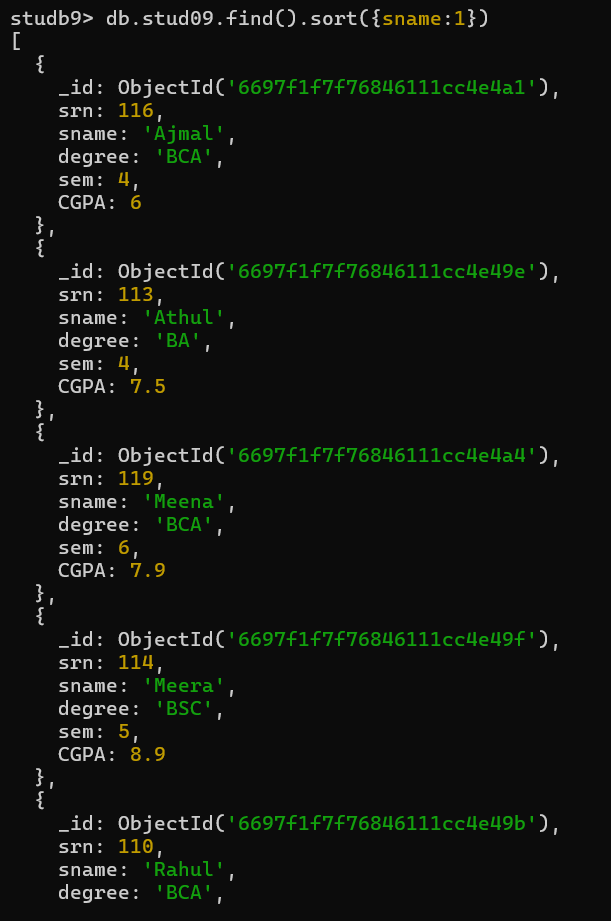 studb9> db.stud09.find().sort({sname:1})
[
  {
    _id: ObjectId('6697f1f7f76846111cc4e4a1'),
    srn: 116,
    sname: 'Ajmal',
    degree: 'BCA',
    sem: 4,
    CGPA: 6
  },
  {
    _id: ObjectId('6697f1f7f76846111cc4e49e'),
    srn: 113,
    sname: 'Athul',
    degree: 'BA',
    sem: 4,
    CGPA: 7.5
  },
  {
    _id: ObjectId('6697f1f7f76846111cc4e4a4'),
    srn: 119,
    sname: 'Meena',
    degree: 'BCA',
    sem: 6,
    CGPA: 7.9
  },
  {
    _id: ObjectId('6697f1f7f76846111cc4e49f'),
    srn: 114,
    sname: 'Meera',
    degree: 'BSC',
    sem: 5,
    CGPA: 8.9
  },
  {
    _id: ObjectId('6697f1f7f76846111cc4e49b'),
    srn: 110,
    sname: 'Rahul',
    degree: 'BCA',